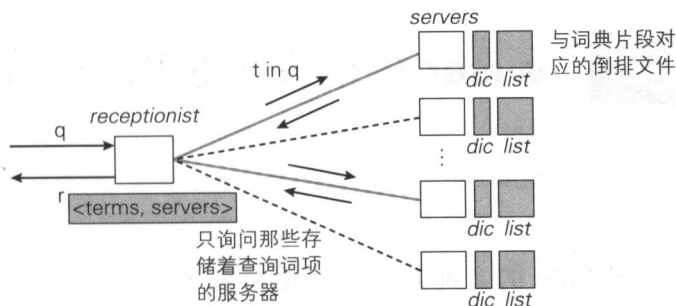 servers
与词典片段对
应的倒排文件
t in q
dic list
receptionist
q
dic list
⋮
r
<terms, servers>
dic list
只询问那些存
储着查询词项
的服务器
dic list